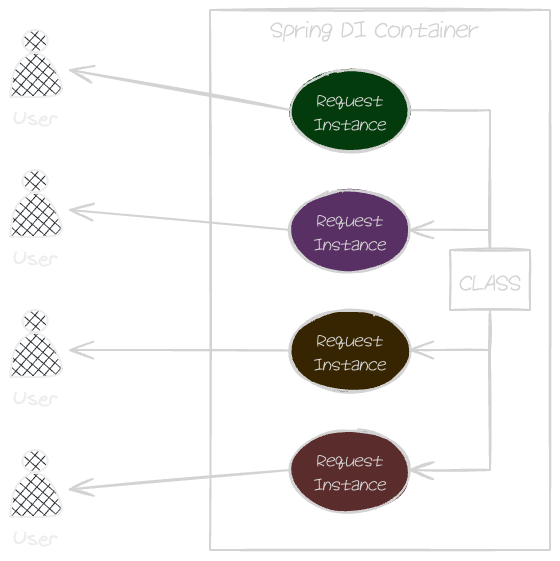 Spring DI Container
User
Request
Instance
User
Request
Instance
CLASS
User
Request
Instance
User
Request
Instance